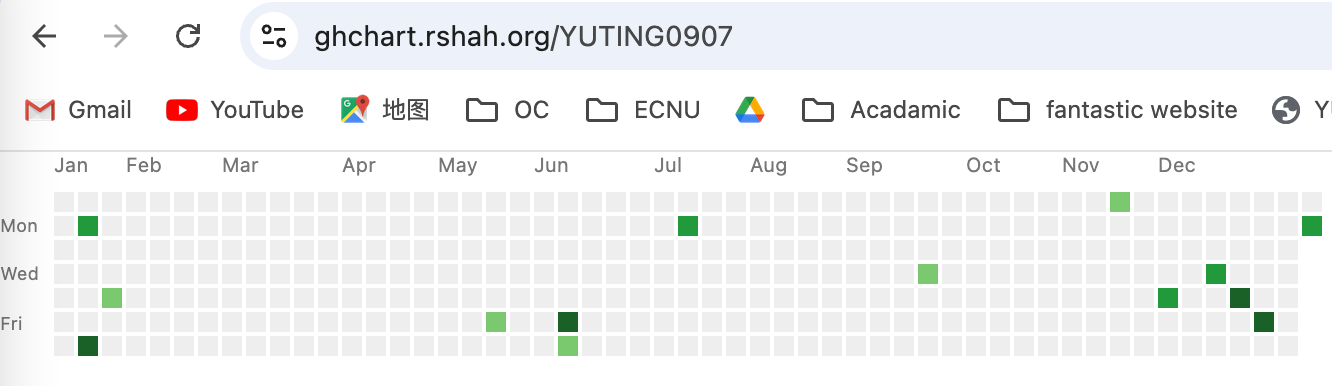 ghchart.rshah.org/YUTING0907
Gmail YouTube 地图 OC ECNU Acadamic fantastic website
Jan Feb Mar Apr May Jun Jul Aug Sep Oct Nov Dec
Mon
Wed
Fri